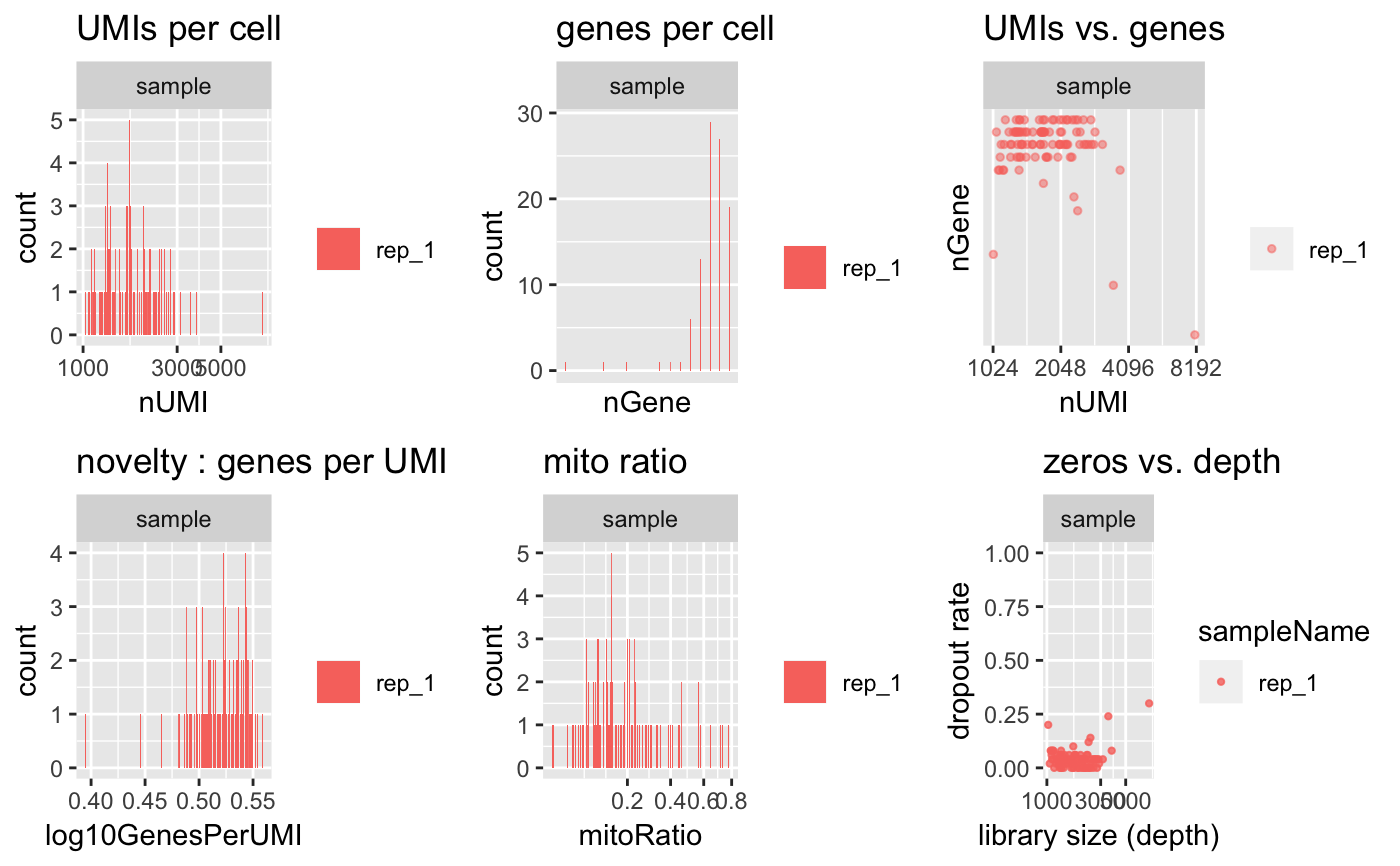 UMIs per cell
sample
5
4
3
2
1
0
count
1000 3000 5000
nUMI
rep_1
genes per cell
sample
30
20
10
0
count
nGene
rep_1
UMIs vs. genes
sample
nGene
1024 2048 4096 8192
nUMI
rep_1
novelty : genes per UMI
sample
4
3
2
1
0
count
0.40 0.45 0.50 0.55
log10GenesPerUMI
rep_1
mito ratio
sample
5
4
3
2
1
0
count
0.2 0.4 0.6 0.8
mitoRatio
rep_1
zeros vs. depth
sample
1.00
0.75
0.50
0.25
0.00
dropout rate
1000 3000 5000
library size (depth)
sampleName
rep_1